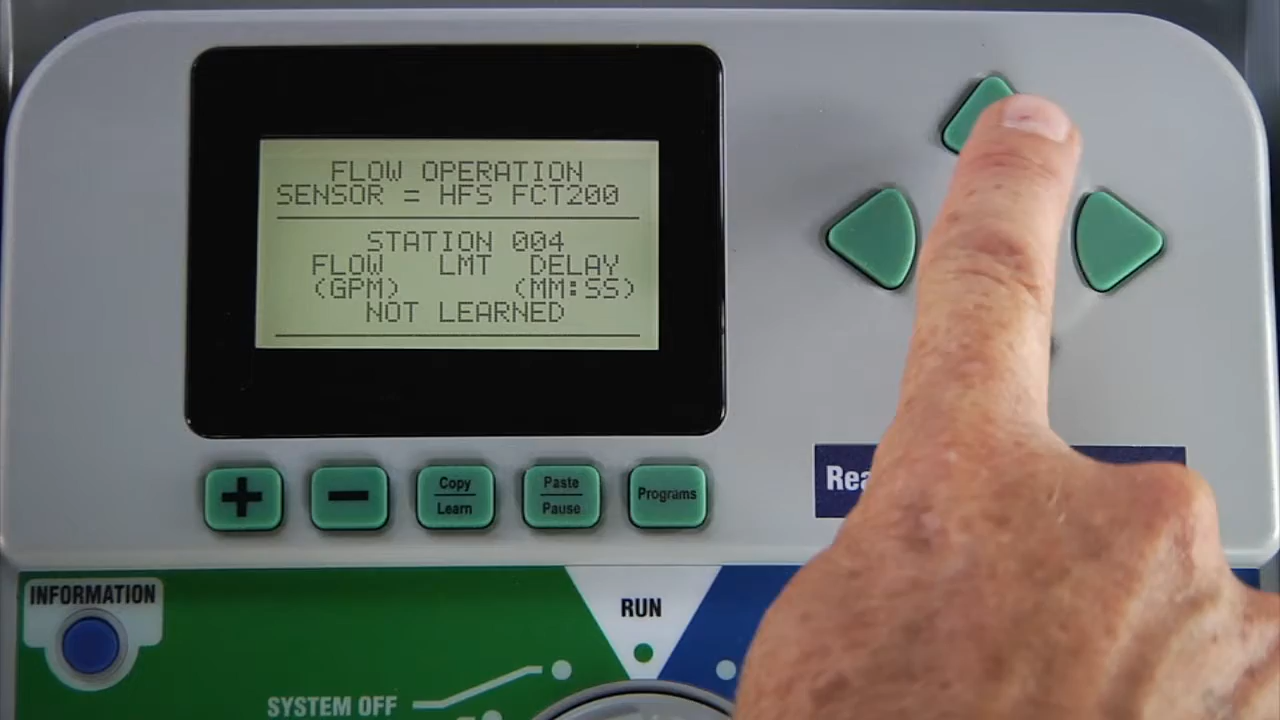 FLOW OPERATION
SENSOR = HFS FCT200
STATION 004
FLOW LMT DELAY
(GPM) (MM:SS)
NOT LEARNED
+
−
Copy
Learn
Paste
Pause
Programs
INFORMATION
RUN
SYSTEM OFF